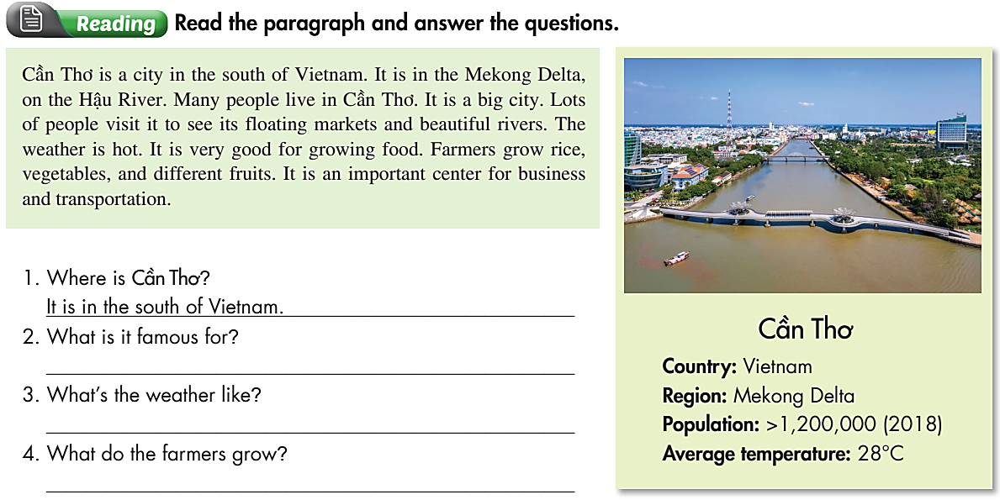 Reading Read the paragraph and answer the questions.
Cần Thơ is a city in the south of Vietnam. It is in the Mekong Delta,
on the Hậu River. Many people live in Cần Thơ. It is a big city. Lots
of people visit it to see its floating markets and beautiful rivers. The
weather is hot. It is very good for growing food. Farmers grow rice,
vegetables, and different fruits. It is an important center for business
and transportation.
1. Where is Cần Thơ?
It is in the south of Vietnam.
2. What is it famous for?
3. What's the weather like?
4. What do the farmers grow?
Cần Thơ
Country: Vietnam
Region: Mekong Delta
Population: >1,200,000 (2018)
Average temperature: 28°C